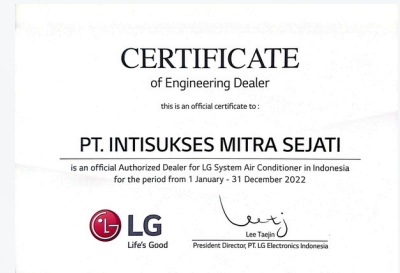 CERTIFICATE
of Engineering Dealer
this is an official certificate to :
PT. INTISUKSES MITRA SEJATI
is an official Authorized Dealer for LG System Air Conditioner in Indonesia
for the period from 1 January - 31 December 2022
LG
Life's Good
Lee Taejin
President Director, PT. LG Electronics Indonesia